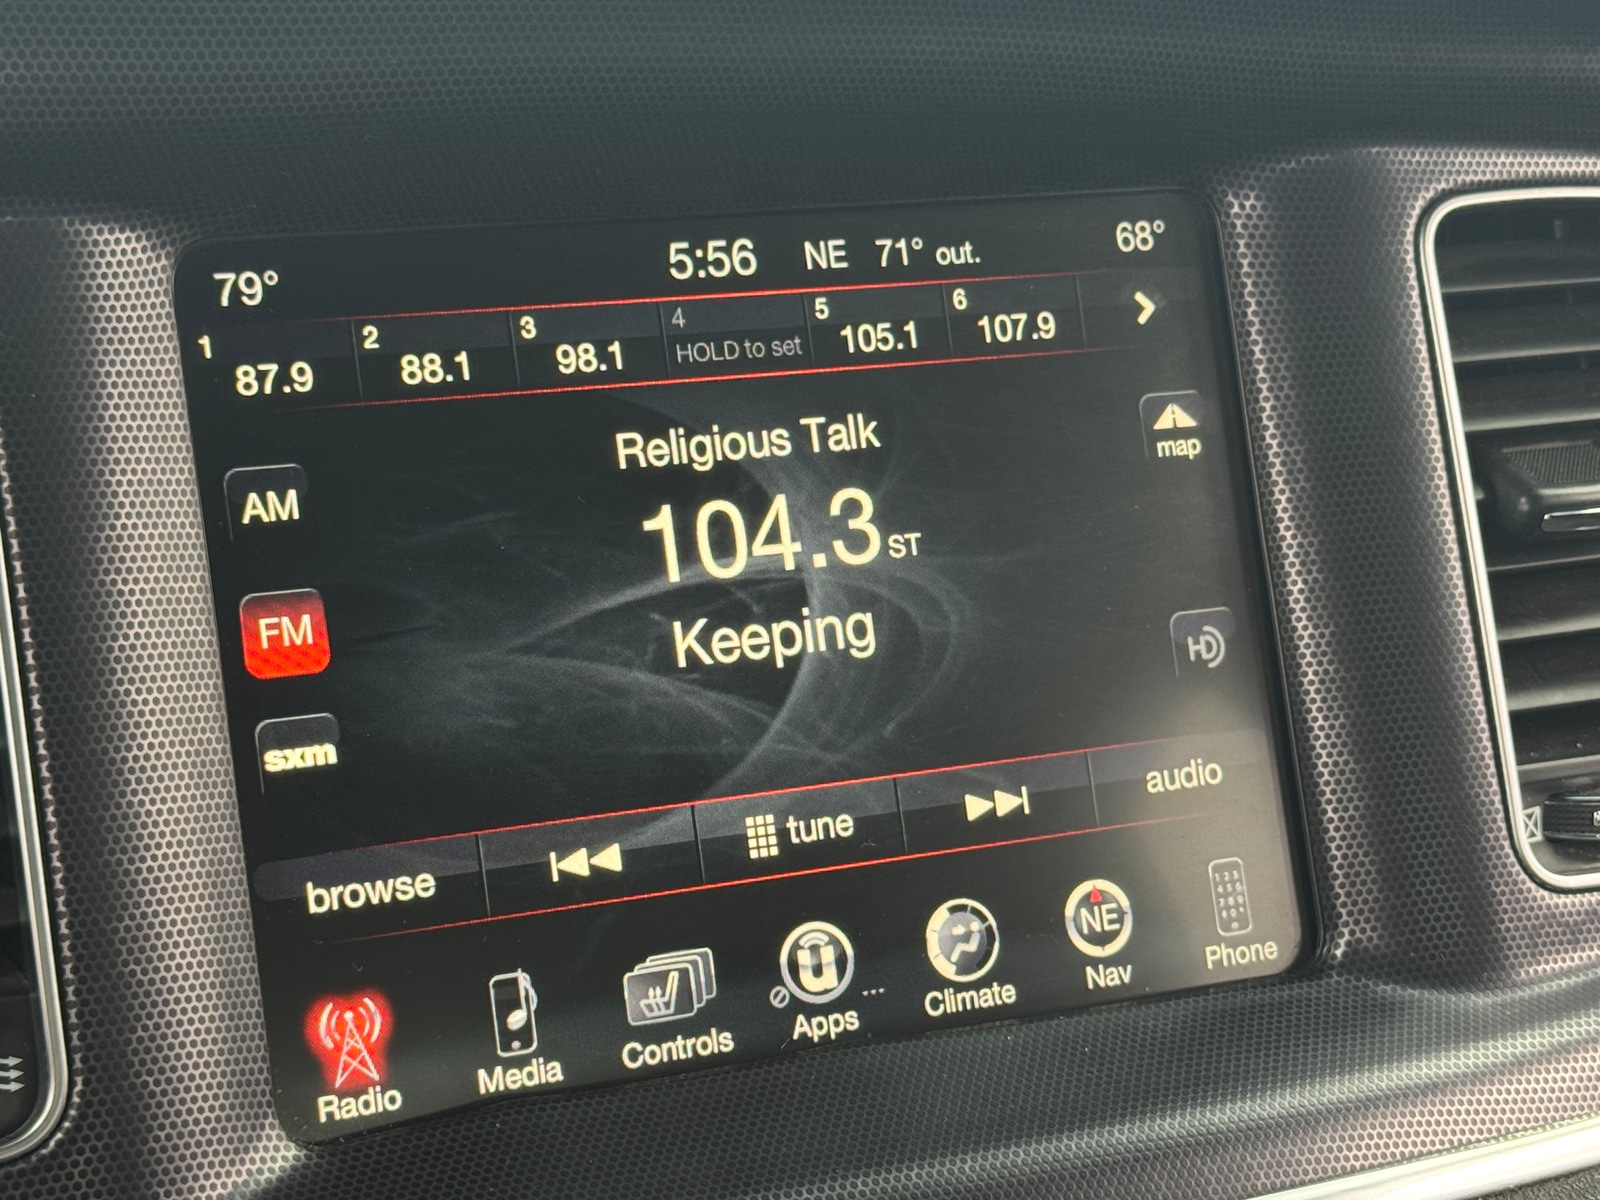 79° 5:56 NE 71° out. 68°
1 87.9 2 88.1 3 98.1 4 HOLD to set 5 105.1 6 107.9
Religious Talk
map
AM
104.3 ST
FM
Keeping
HD
sxm
browse tune audio
Radio Media Controls Apps Climate NE Nav Phone